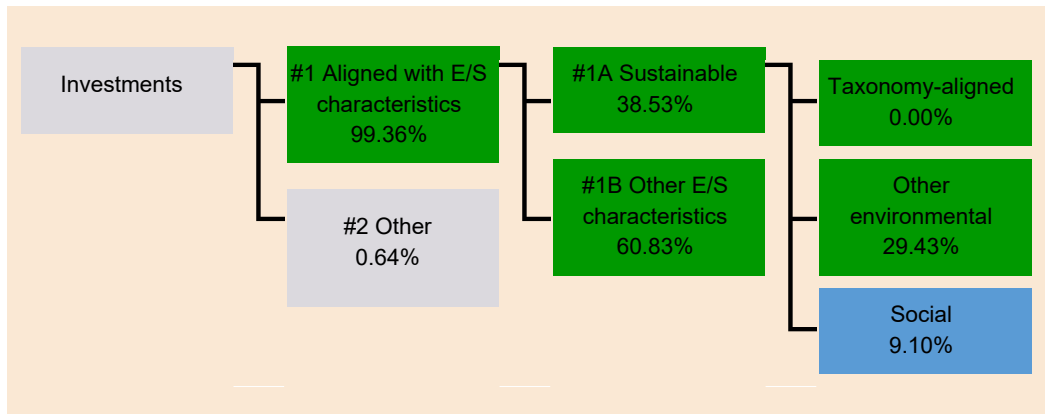 Investments
#1 Aligned with E/S
characteristics
99.36%
#2 Other
0.64%
#1A Sustainable
38.53%
#1B Other E/S
characteristics
60.83%
Taxonomy-aligned
0.00%
Other
environmental
29.43%
Social
9.10%